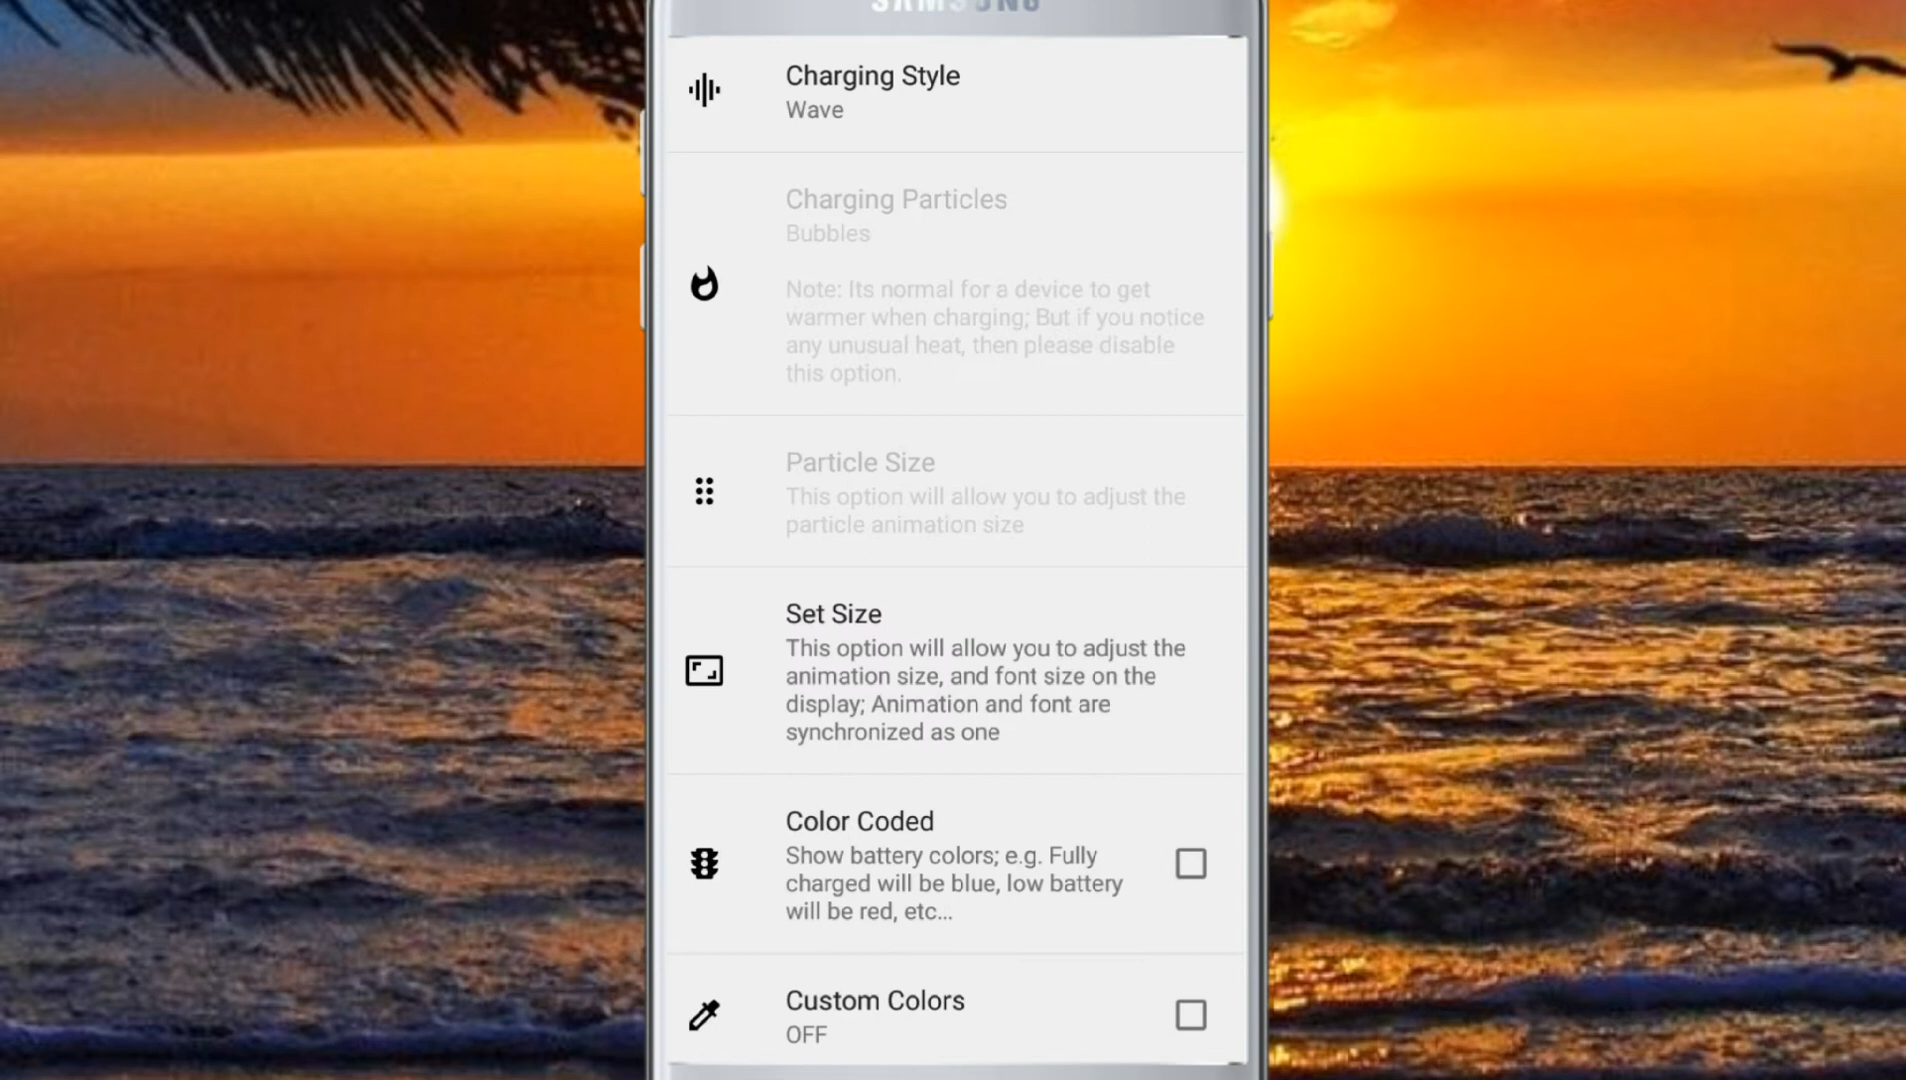 SAMSUNG
Charging Style
Wave
Charging Particles
Bubbles
Note: Its normal for a device to get
warmer when charging; But if you notice
any unusual heat, then please disable
this option.
Particle Size
This option will allow you to adjust the
particle animation size
Set Size
This option will allow you to adjust the
animation size, and font size on the
display; Animation and font are
synchronized as one
Color Coded
Show battery colors; e.g. Fully
charged will be blue, low battery
will be red, etc...
Custom Colors
OFF